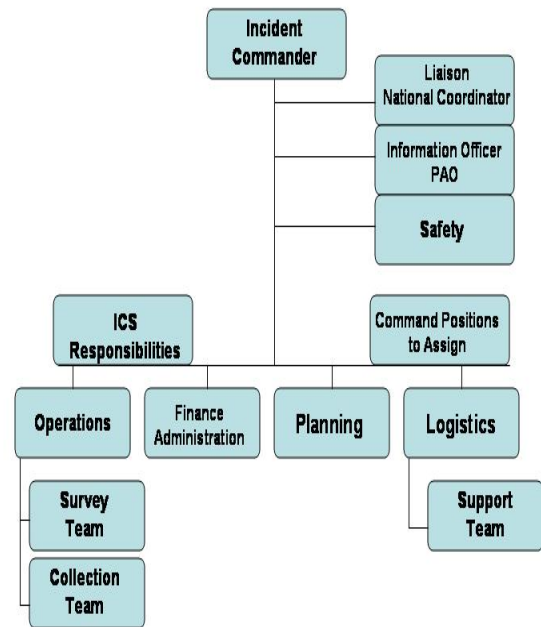 Incident
Commander
Liaison
National Coordinator
Information Officer
PAO
Safety
ICS
Responsibilities
Command Positions
to Assign
Operations
Finance
Administration
Planning
Logistics
Survey
Team
Support
Team
Collection
Team